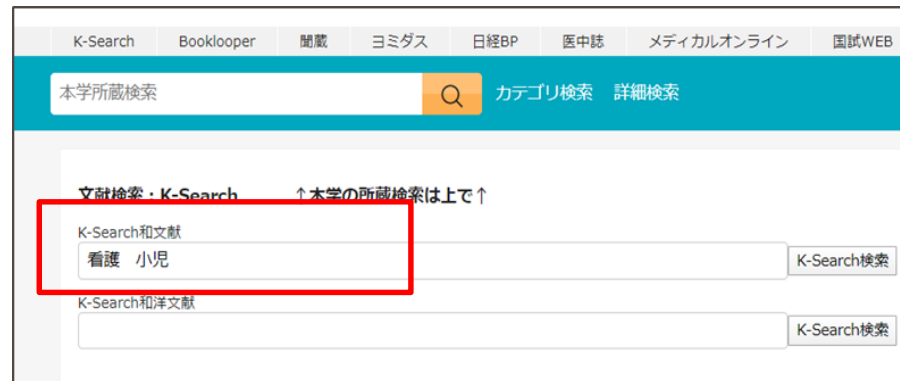 K-Search Booklooper 聞蔵 ヨミダス 日経BP 医中誌 メディカルオンライン 国試WEB
本学所蔵検索 カテゴリ検索 詳細検索
文献検索：K-Search ↑本学の所蔵検索は上で↑
K-Search和文献
看護　小児 K-Search検索
K-Search和洋文献
K-Search検索